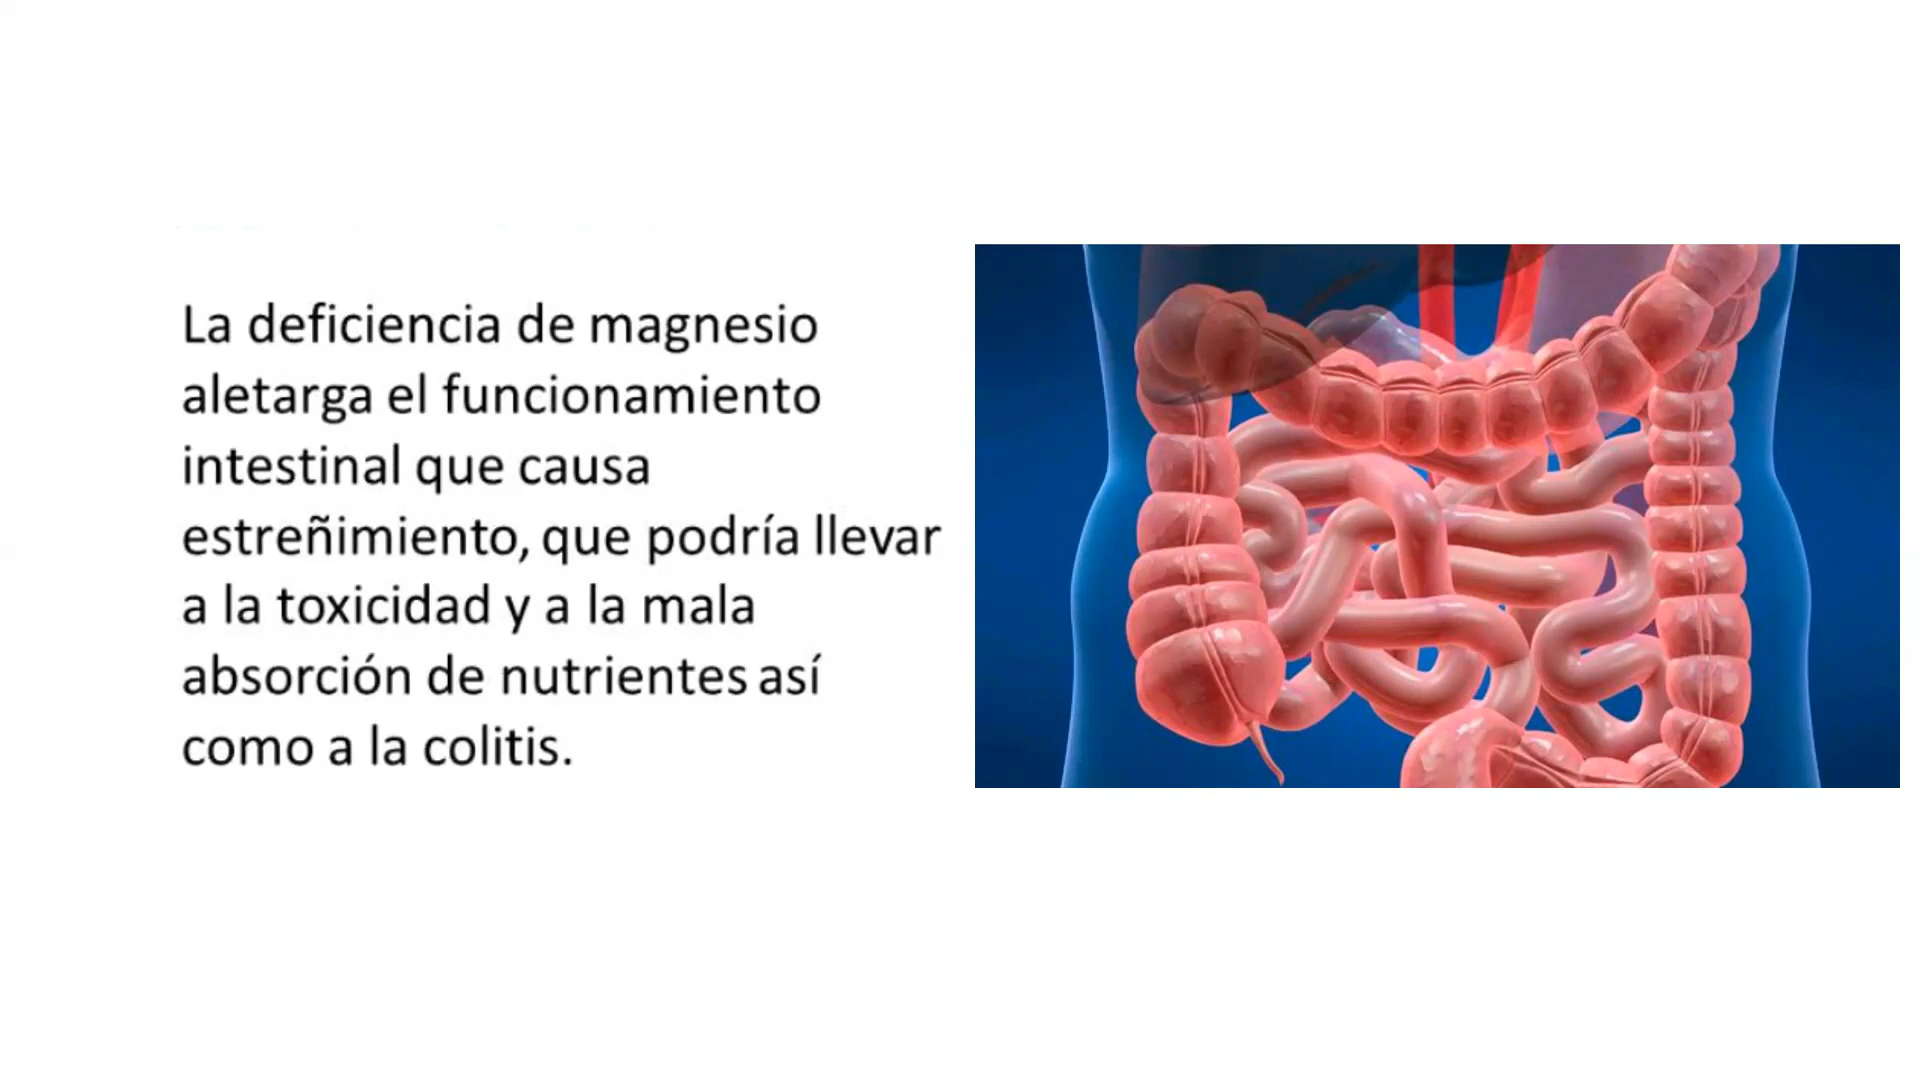 La deficiencia de magnesio
aletarga el funcionamiento
intestinal que causa
estreñimiento, que podría llevar
a la toxicidad y a la mala
absorción de nutrientes así
como a la colitis.